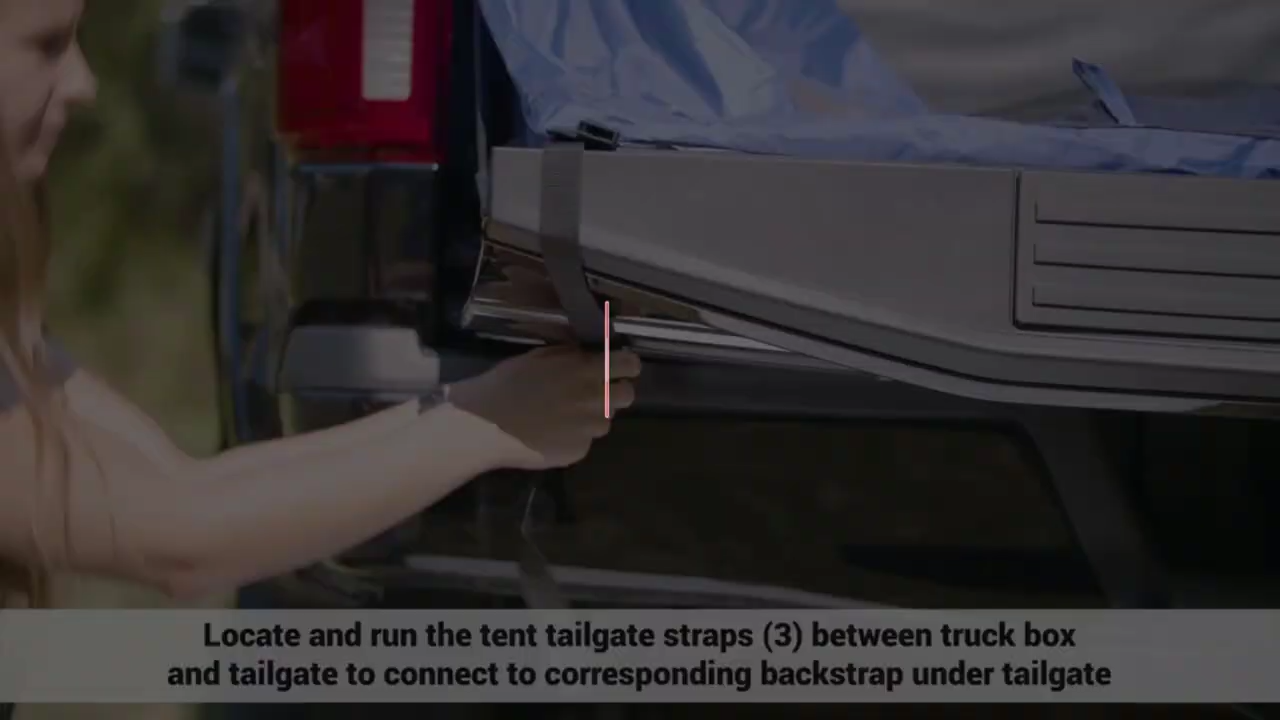 Locate and run the tent tailgate straps (3) between truck box
and tailgate to connect to corresponding backstrap under tailgate